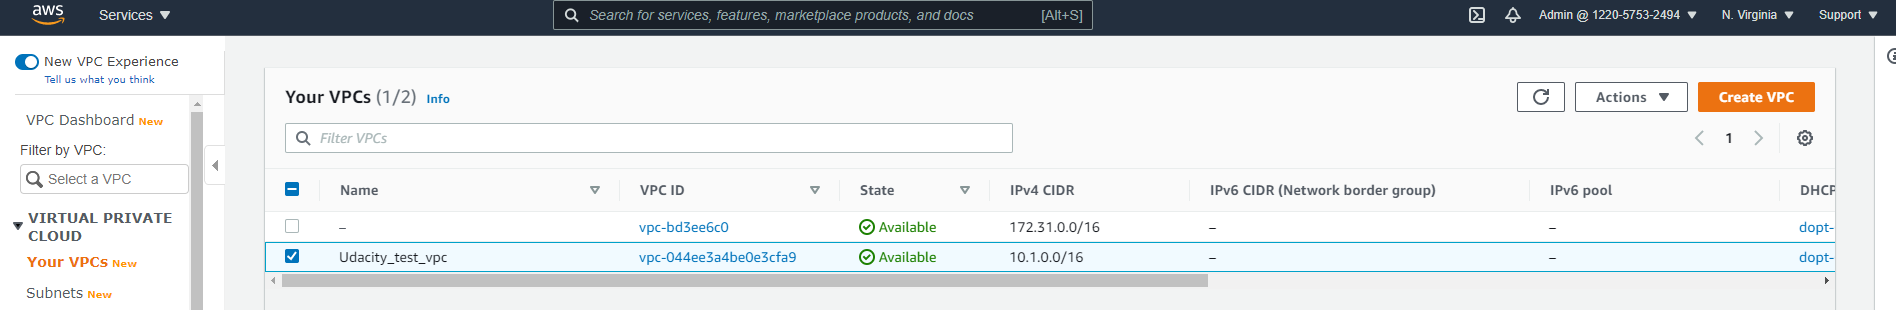 aws Services Search for services, features, marketplace products, and docs [Alt+S] Admin @ 1220-5753-2494 N. Virginia Support
New VPC Experience
Tell us what you think
VPC Dashboard New
Filter by VPC:
Select a VPC
VIRTUAL PRIVATE
CLOUD
Your VPCs New
Subnets New
Your VPCs (1/2) Info Actions Create VPC
Filter VPCs 1
Name VPC ID State IPv4 CIDR IPv6 CIDR (Network border group) IPv6 pool DHCP
– vpc-bd3ee6c0 Available 172.31.0.0/16 – – dopt-
Udacity_test_vpc vpc-044ee3a4be0e3cfa9 Available 10.1.0.0/16 – – dopt-